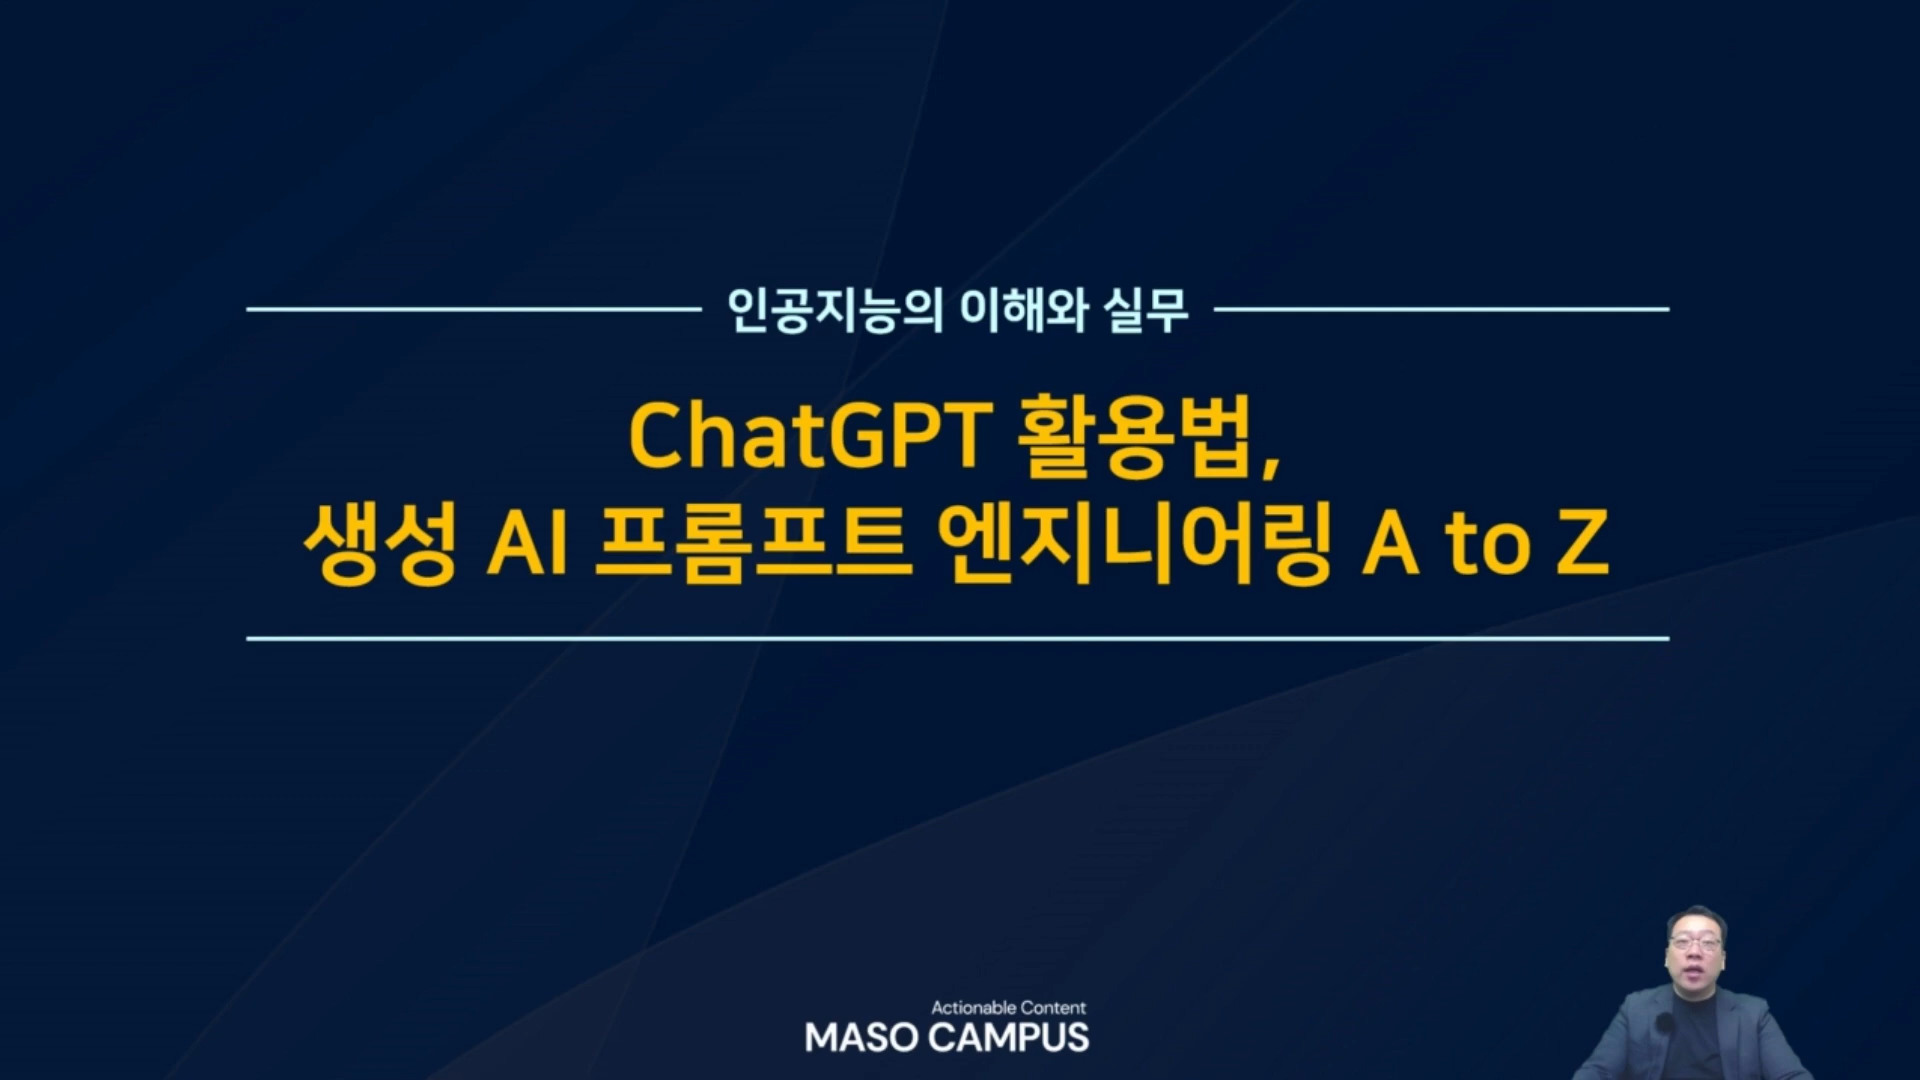 인공지능의 이해와 실무
ChatGPT 활용법,
생성 AI 프롬프트 엔지니어링 A to Z
Actionable Content
MASO CAMPUS